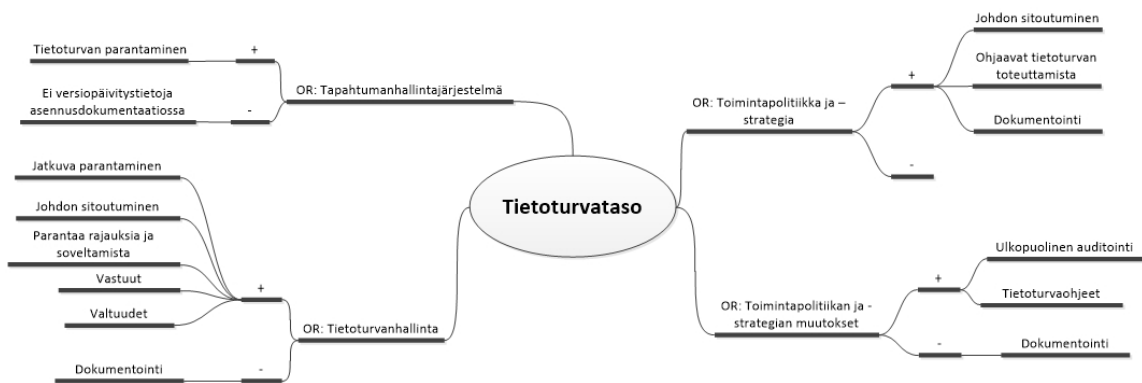 Tietoturvan parantaminen
+
Ei versiopäivitystietoja
asennusdokumentaatiossa
-
OR: Tapahtumanhallintajärjestelmä
Jatkuva parantaminen
Johdon sitoutuminen
Parantaa rajauksia ja
soveltamista
Vastuut
Valtuudet
+
Dokumentointi
-
OR: Tietoturvanhallinta
Tietoturvataso
OR: Toimintapolitiikka ja –
strategia
+
Johdon sitoutuminen
Ohjaavat tietoturvan
toteuttamista
Dokumentointi
-
OR: Toimintapolitiikan ja -
strategian muutokset
+
Ulkopuolinen auditointi
Tietoturvaohjeet
-
Dokumentointi